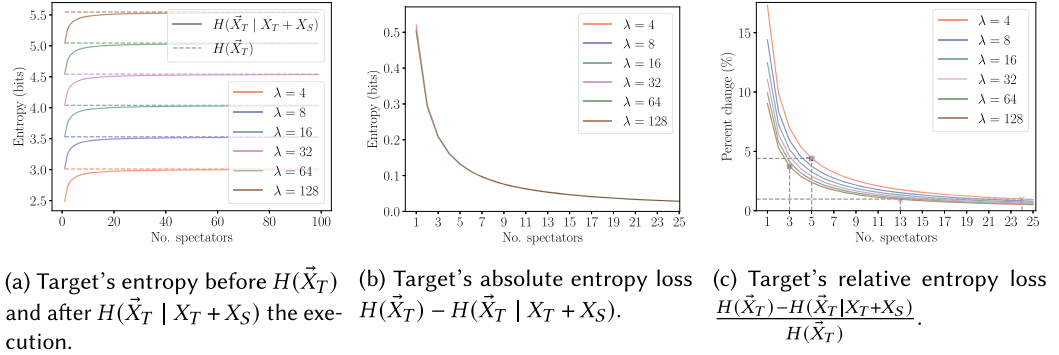 5.5
5.0
4.5
4.0
3.5
3.0
2.5
Entropy (bits)
0 20 40 60 80 100
No. spectators
H(X⃗_T | X_T + X_S)
H(X⃗_T)
λ = 4
λ = 8
λ = 16
λ = 32
λ = 64
λ = 128
0.5
0.4
0.3
0.2
0.1
0.0
Entropy (bits)
1 3 5 7 9 11 13 15 17 19 21 23 25
No. spectators
λ = 4
λ = 8
λ = 16
λ = 32
λ = 64
λ = 128
15
10
5
0
Percent change (%)
1 3 5 7 9 11 13 15 17 19 21 23 25
No. spectators
λ = 4
λ = 8
λ = 16
λ = 32
λ = 64
λ = 128
(a) Target's entropy before H(X⃗_T)
and after H(X⃗_T | X_T + X_S) the exe-
cution.
(b) Target's absolute entropy loss
H(X⃗_T) − H(X⃗_T | X_T + X_S).
(c) Target's relative entropy loss
H(X⃗_T)−H(X⃗_T|X_T+X_S)
H(X⃗_T) .